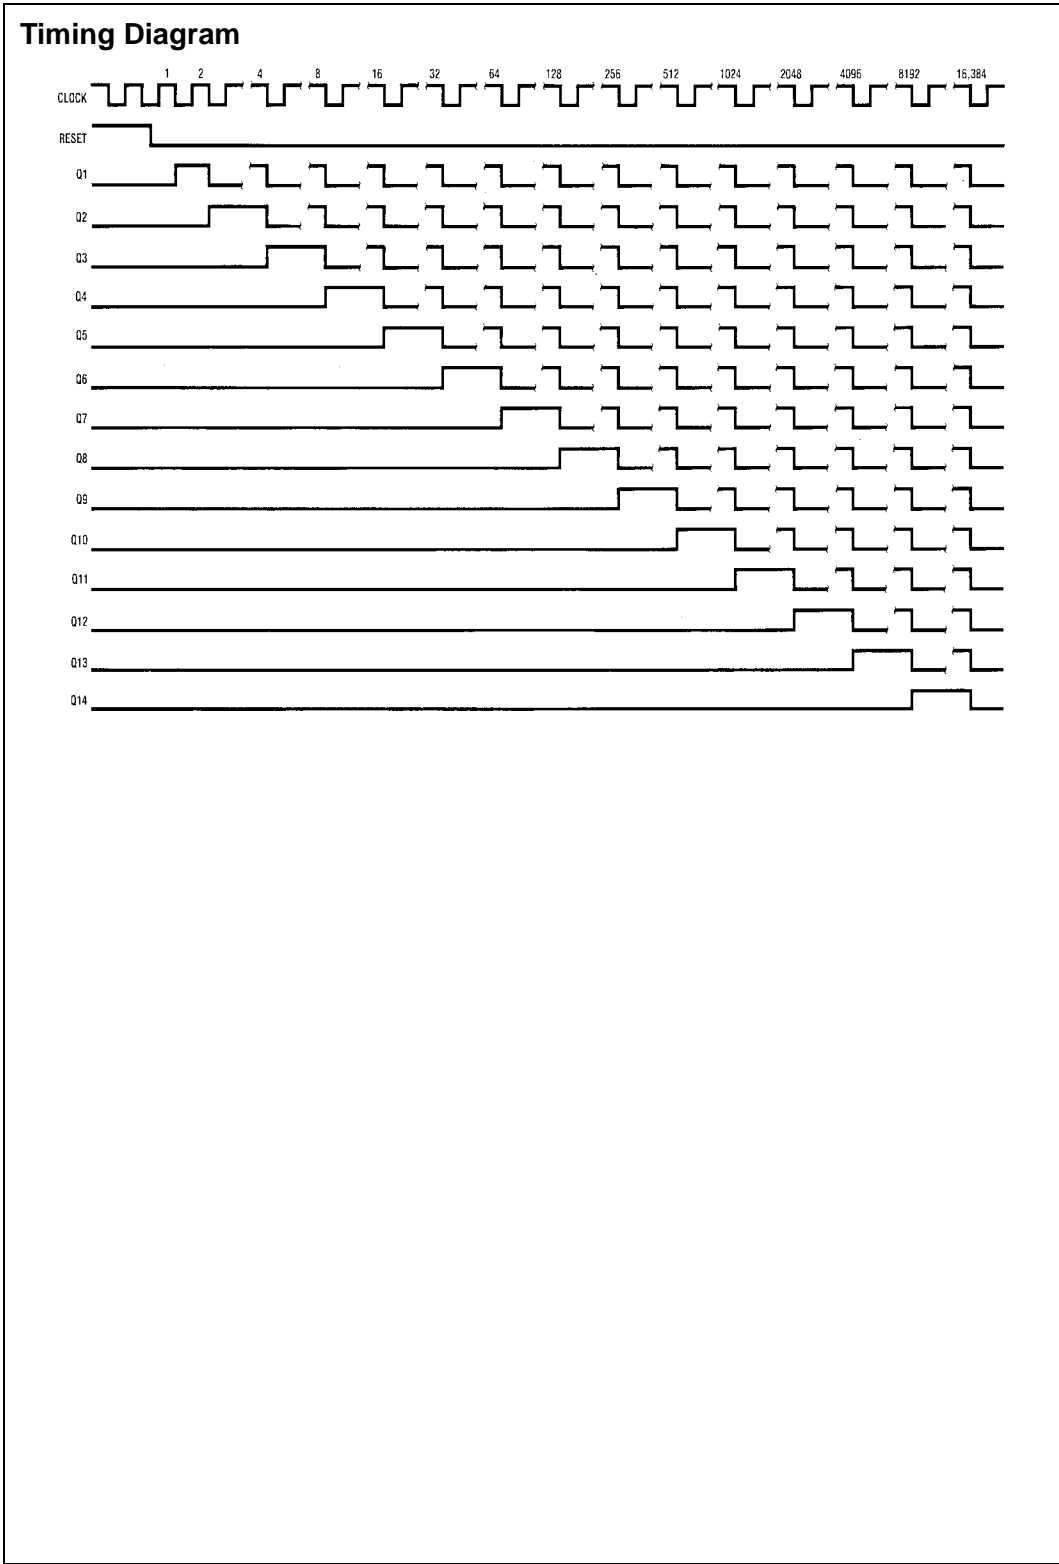 Timing Diagram
1 2 4 8 16 32 64 128 256 512 1024 2048 4096 8192 16,384
CLOCK
RESET
Q1
Q2
Q3
Q4
Q5
Q6
Q7
Q8
Q9
Q10
Q11
Q12
Q13
Q14